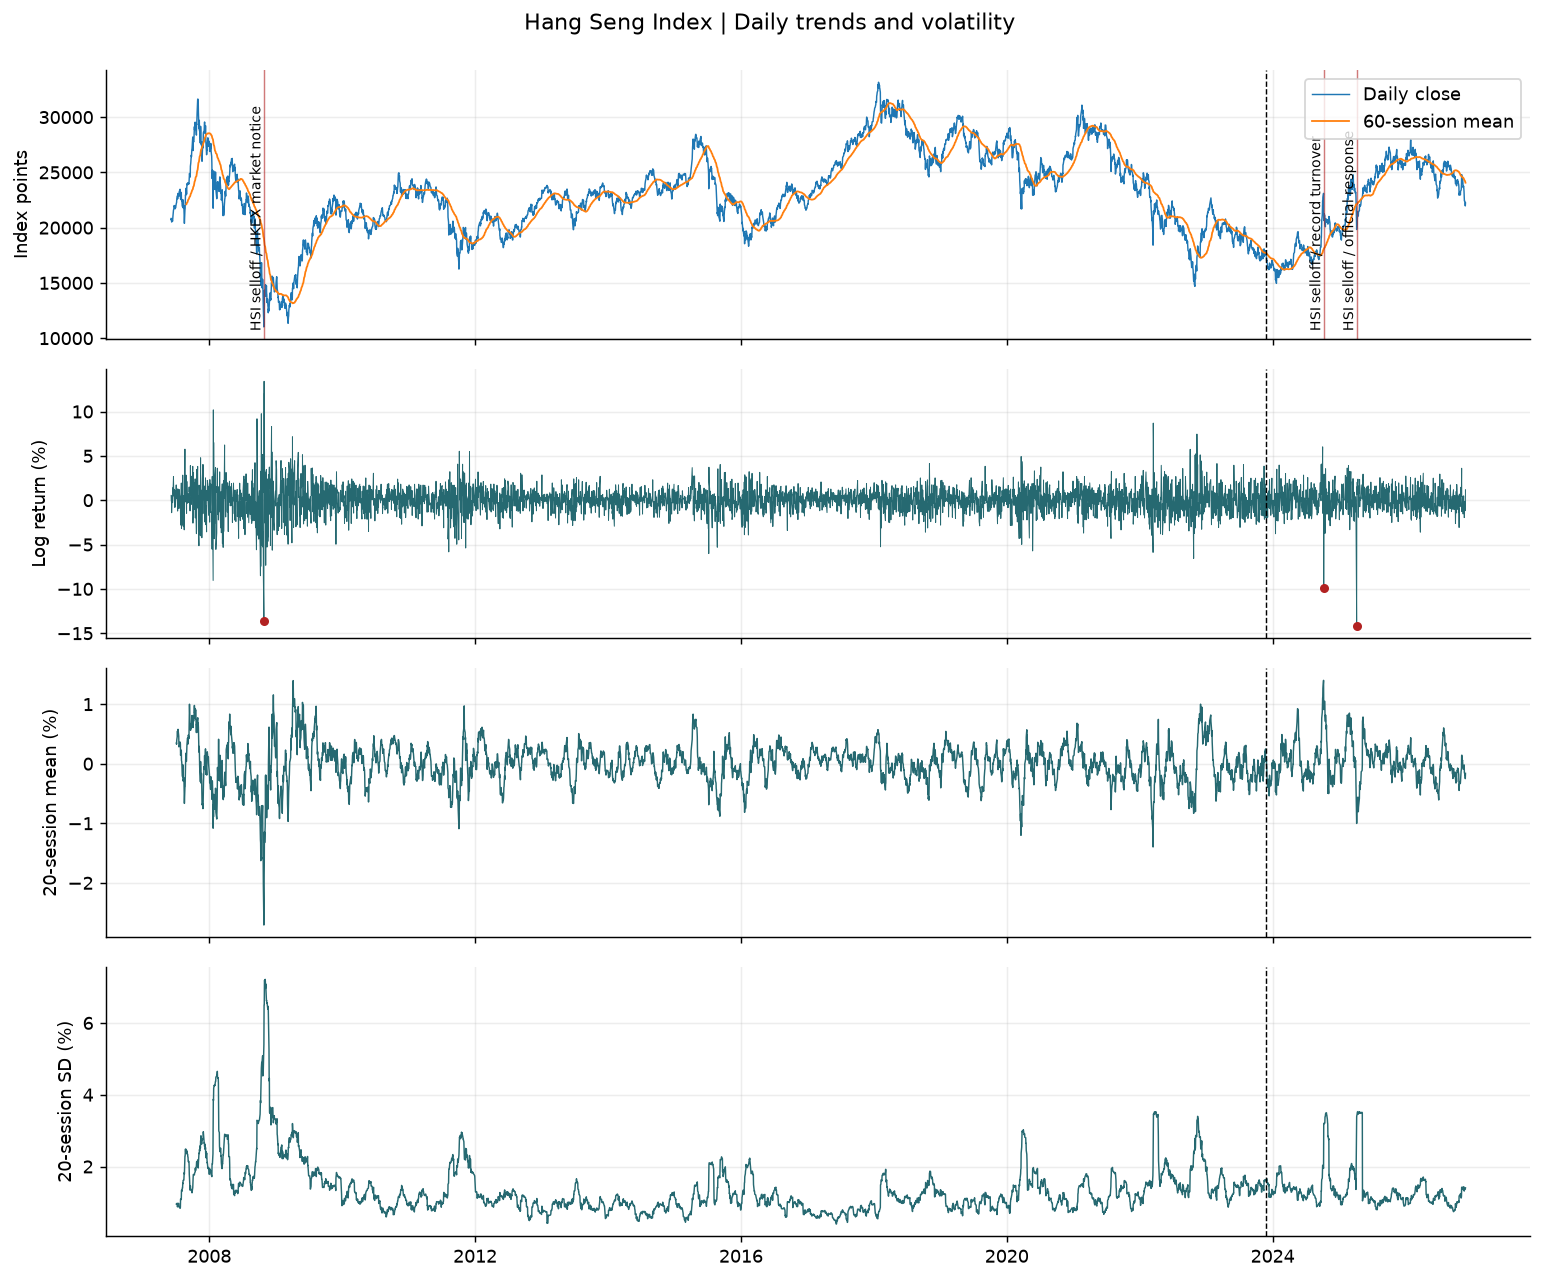 Hang Seng Index | Daily trends and volatility
Index points
30000
25000
20000
15000
10000
HSI selloff / HKEX market notice
HSI selloff / record turnover
HSI selloff / official response
Daily close
60-session mean
Log return (%)
10
5
0
−5
−10
−15
20-session mean (%)
1
0
−1
−2
20-session SD (%)
6
4
2
2008
2012
2016
2020
2024